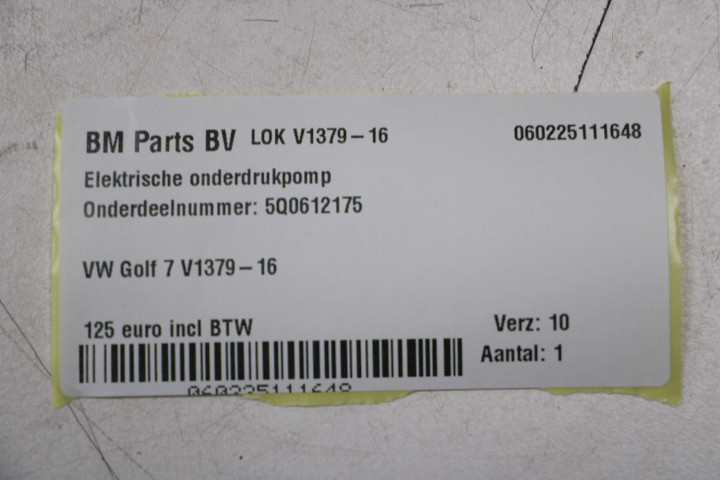 BM Parts BV LOK V1379-16 060225111648
Elektrische onderdrukpomp
Onderdeelnummer: 5Q0612175
VW Golf 7 V1379-16
125 euro incl BTW Verz: 10
Aantal: 1
060225111648